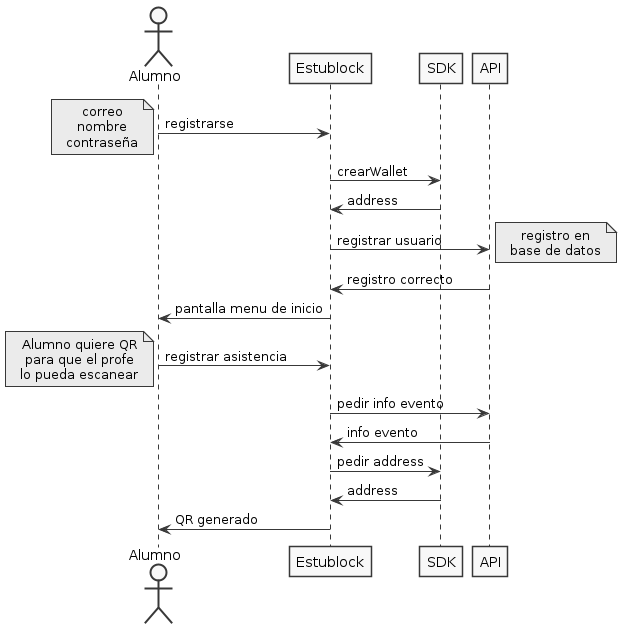 Alumno
Estublock
SDK
API
correo
nombre
contraseña
registrarse
crearWallet
address
registrar usuario
registro en
base de datos
registro correcto
pantalla menu de inicio
Alumno quiere QR
para que el profe
lo pueda escanear
registrar asistencia
pedir info evento
info evento
pedir address
address
QR generado
Alumno
Estublock
SDK
API